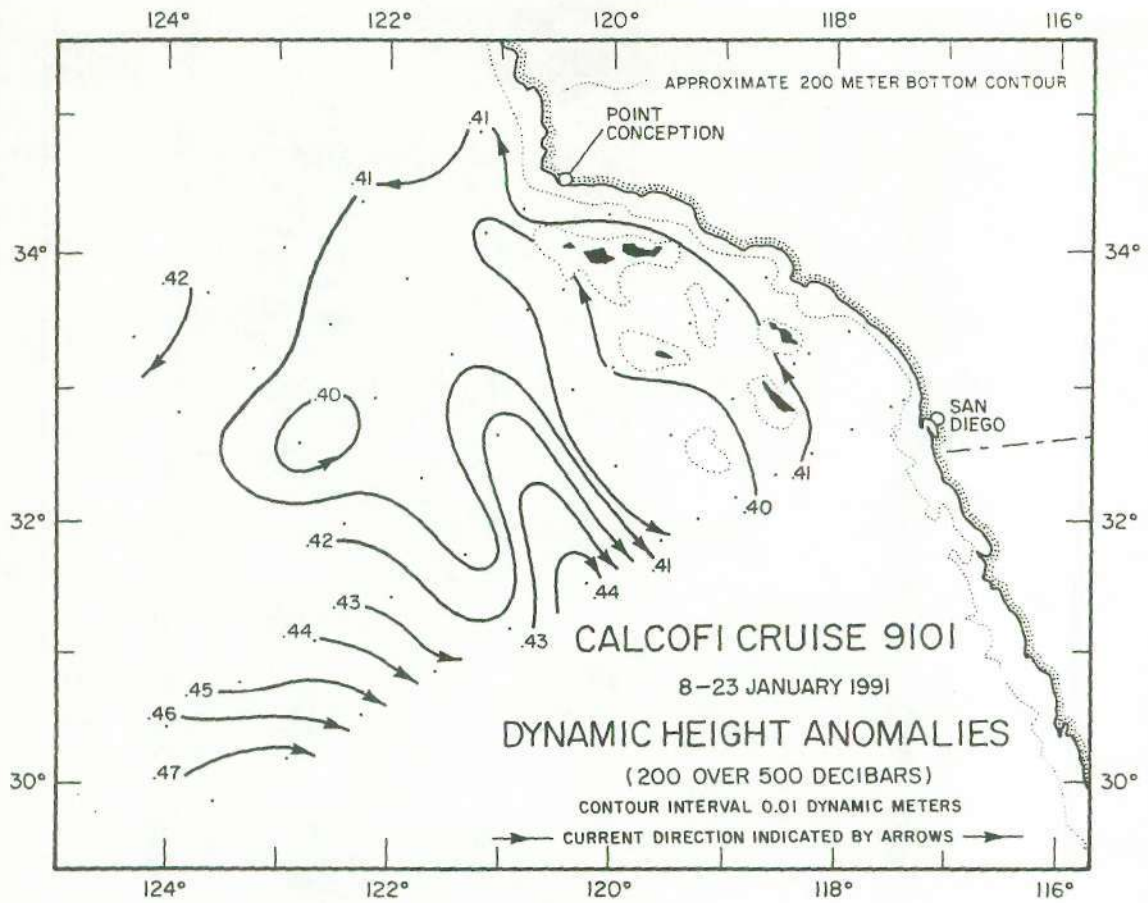 124° 122° 120° 118° 116°
APPROXIMATE 200 METER BOTTOM CONTOUR
POINT
CONCEPTION
.41
.41
34° 34°
.42
.40
SAN
DIEGO
.41
.40
32° 32°
.42
.41
.44
.43
.43
CALCOFI CRUISE 9101
.44
8-23 JANUARY 1991
.45
.46
DYNAMIC HEIGHT ANOMALIES
.47
30° 30°
(200 OVER 500 DECIBARS)
CONTOUR INTERVAL 0.01 DYNAMIC METERS
CURRENT DIRECTION INDICATED BY ARROWS
124° 122° 120° 118° 116°